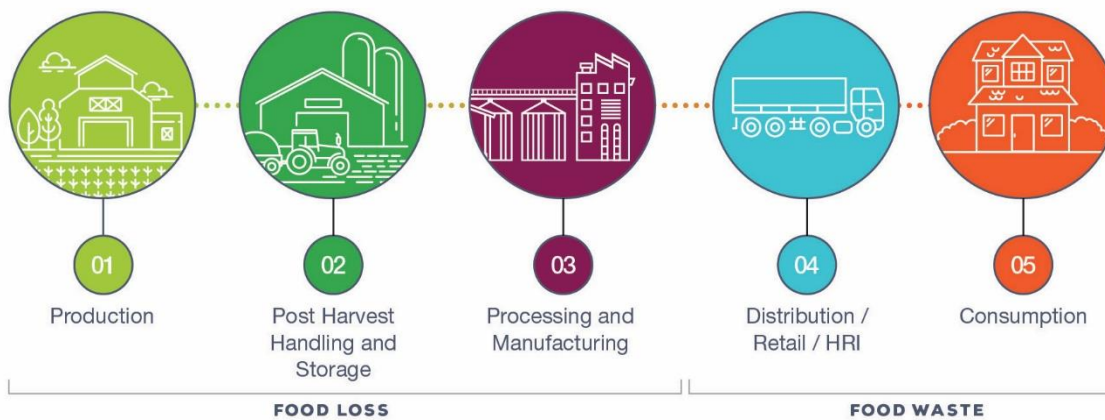 01
Production
02
Post Harvest
Handling and
Storage
03
Processing and
Manufacturing
04
Distribution /
Retail / HRI
05
Consumption
FOOD LOSS
FOOD WASTE